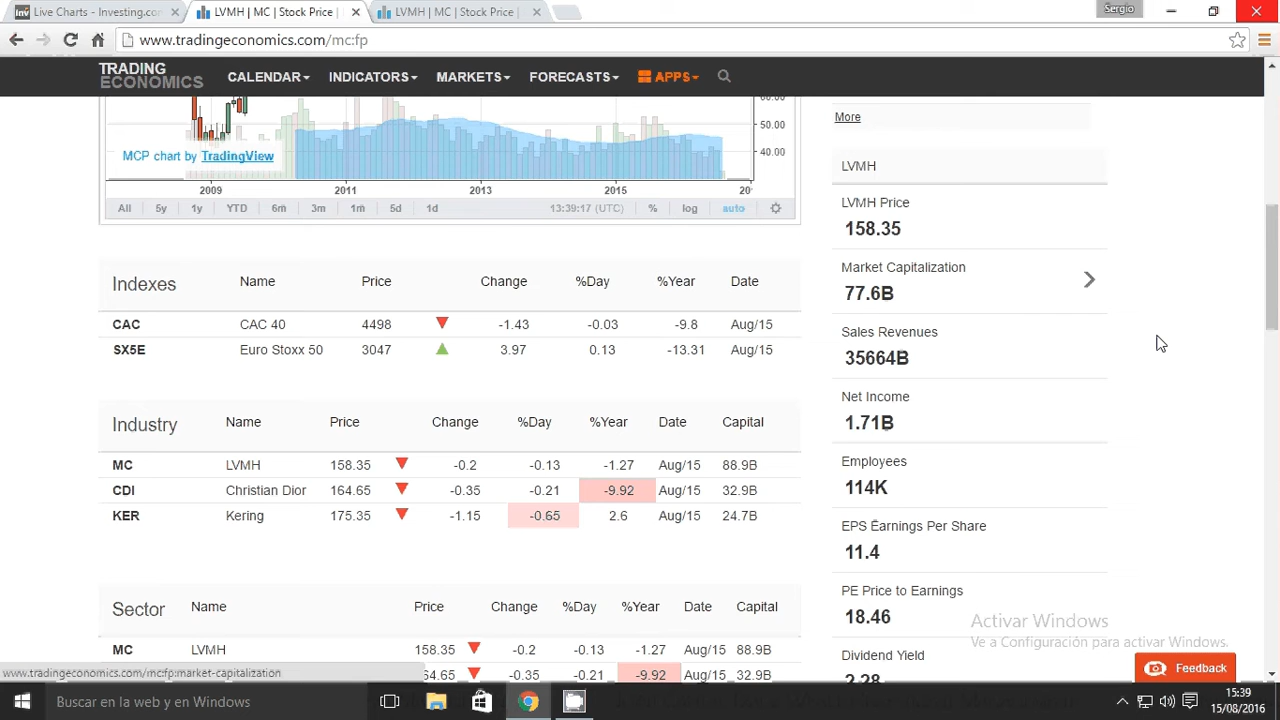 Live Charts - Investing.com
LVMH | MC | Stock Price |
LVMH | MC | Stock Price |
Sergio
www.tradingeconomics.com/mc:fp
TRADING ECONOMICS
CALENDAR
INDICATORS
MARKETS
FORECASTS
APPS
60.00
50.00
40.00
MCP chart by TradingView
2009 2011 2013 2015 20
All 5y 1y YTD 6m 3m 1m 5d 1d 13:39:17 (UTC) % log auto
Indexes Name Price Change %Day %Year Date
CAC CAC 40 4498 -1.43 -0.03 -9.8 Aug/15
SX5E Euro Stoxx 50 3047 3.97 0.13 -13.31 Aug/15
Industry Name Price Change %Day %Year Date Capital
MC LVMH 158.35 -0.2 -0.13 -1.27 Aug/15 88.9B
CDI Christian Dior 164.65 -0.35 -0.21 -9.92 Aug/15 32.9B
KER Kering 175.35 -1.15 -0.65 2.6 Aug/15 24.7B
Sector Name Price Change %Day %Year Date Capital
MC LVMH 158.35 -0.2 -0.13 -1.27 Aug/15 88.9B
64.65 -0.35 -0.21 -9.92 Aug/15 32.9B
More
LVMH
LVMH Price
158.35
Market Capitalization
77.6B
Sales Revenues
35664B
Net Income
1.71B
Employees
114K
EPS Earnings Per Share
11.4
PE Price to Earnings
18.46
Dividend Yield
2.28
Activar Windows
Ve a Configuración para activar Windows.
Feedback
www.tradingeconomics.com/mc:fp:market-capitalization
Buscar en la web y en Windows
15:39
15/08/2016